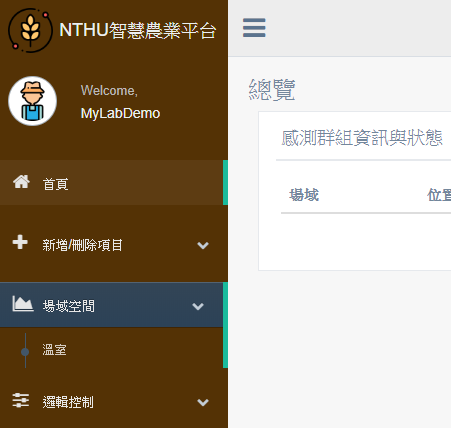 NTHU智慧農業平台
Welcome,
MyLabDemo
首頁
新增/刪除項目
場域空間
溫室
邏輯控制
總覽
感測群組資訊與狀態
場域 位置